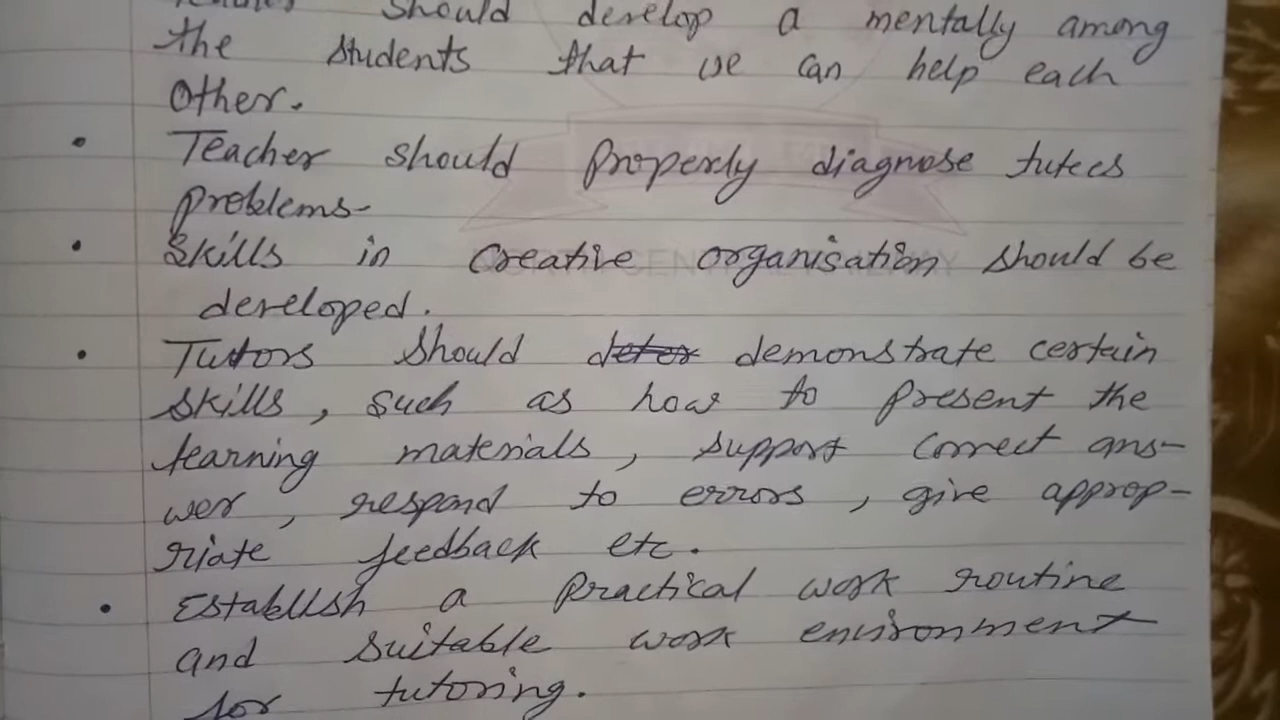 should develop a mentally among
the students that we can help each
other.
• Teacher should properly diagnose tutees
problems-
• Skills in creative organisation should be
developed.
• Tutors should deter demonstrate certain
skills, such as how to present the
learning materials, support correct ans-
wer, respond to errors, give approp-
riate feedback etc.
• Establish a practical work routine
and suitable work environment
for tutoring.